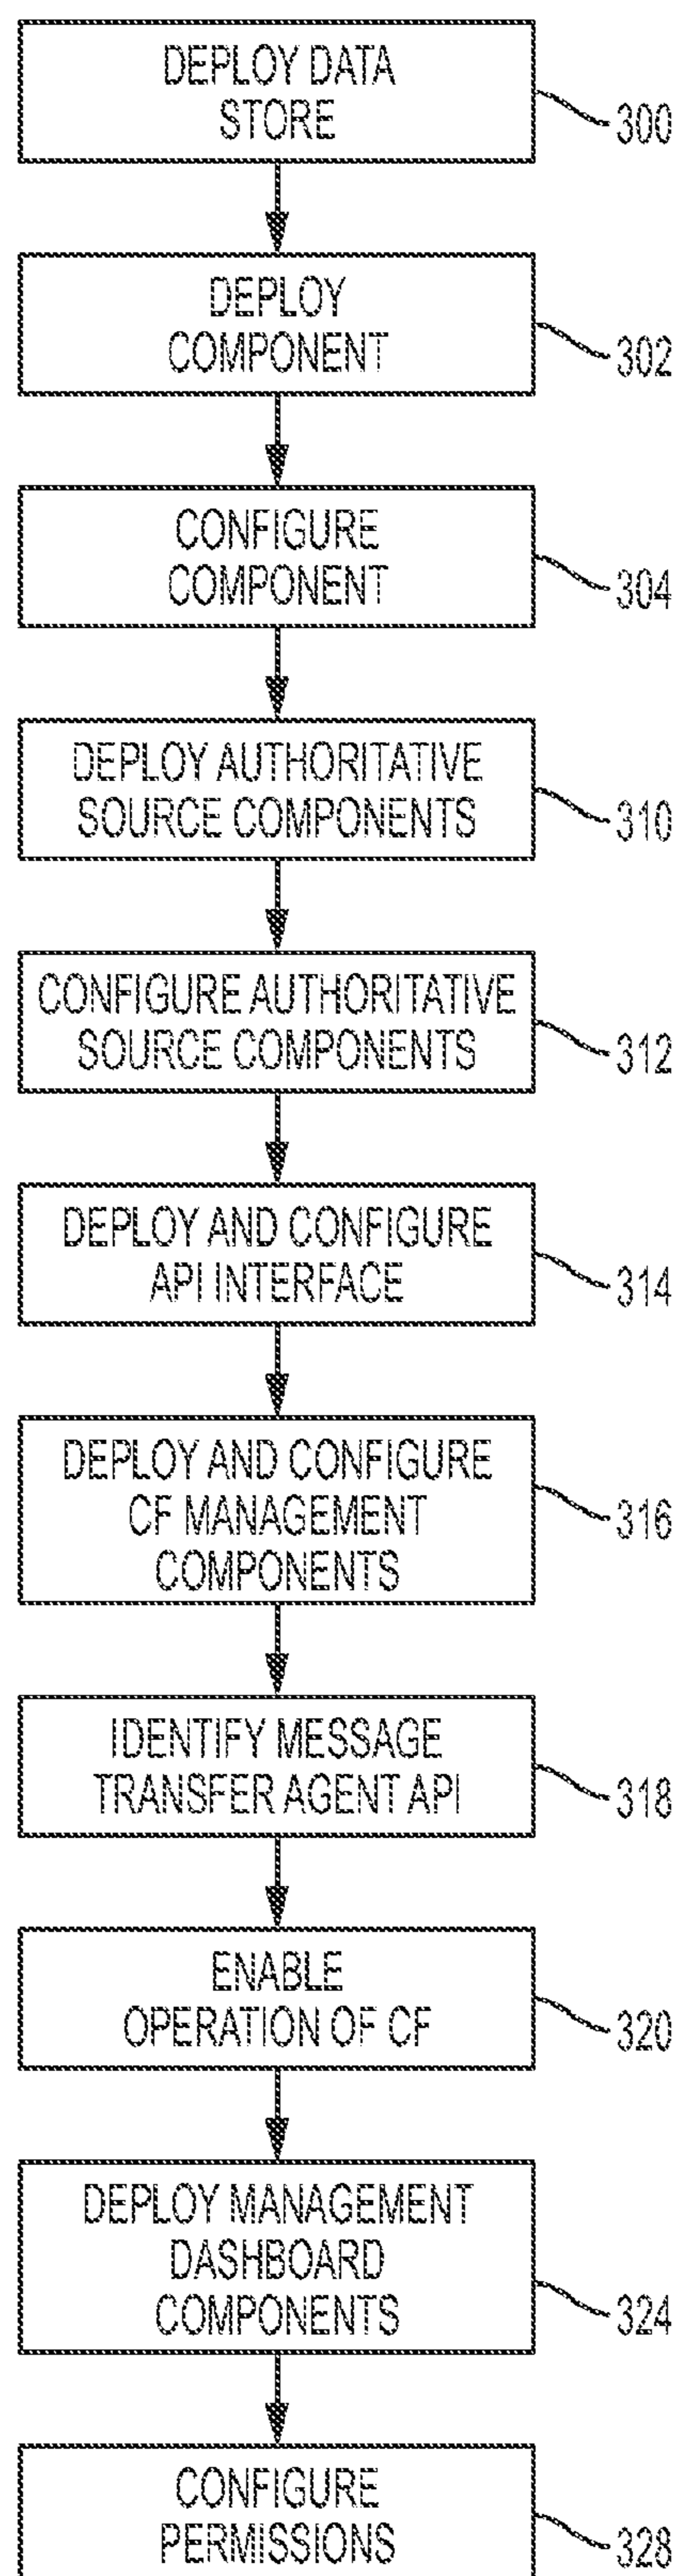 DEPLOY DATA
STORE
300
DEPLOY
COMPONENT
302
CONFIGURE
COMPONENT
304
DEPLOY AUTHORITATIVE
SOURCE COMPONENTS
310
CONFIGURE AUTHORITATIVE
SOURCE COMPONENTS
312
DEPLOY AND CONFIGURE
API INTERFACE
314
DEPLOY AND CONFIGURE
CF MANAGEMENT
COMPONENTS
316
IDENTIFY MESSAGE
TRANSFER AGENT API
318
ENABLE
OPERATION OF CF
320
DEPLOY MANAGEMENT
DASHBOARD
COMPONENTS
324
CONFIGURE
PERMISSIONS
328